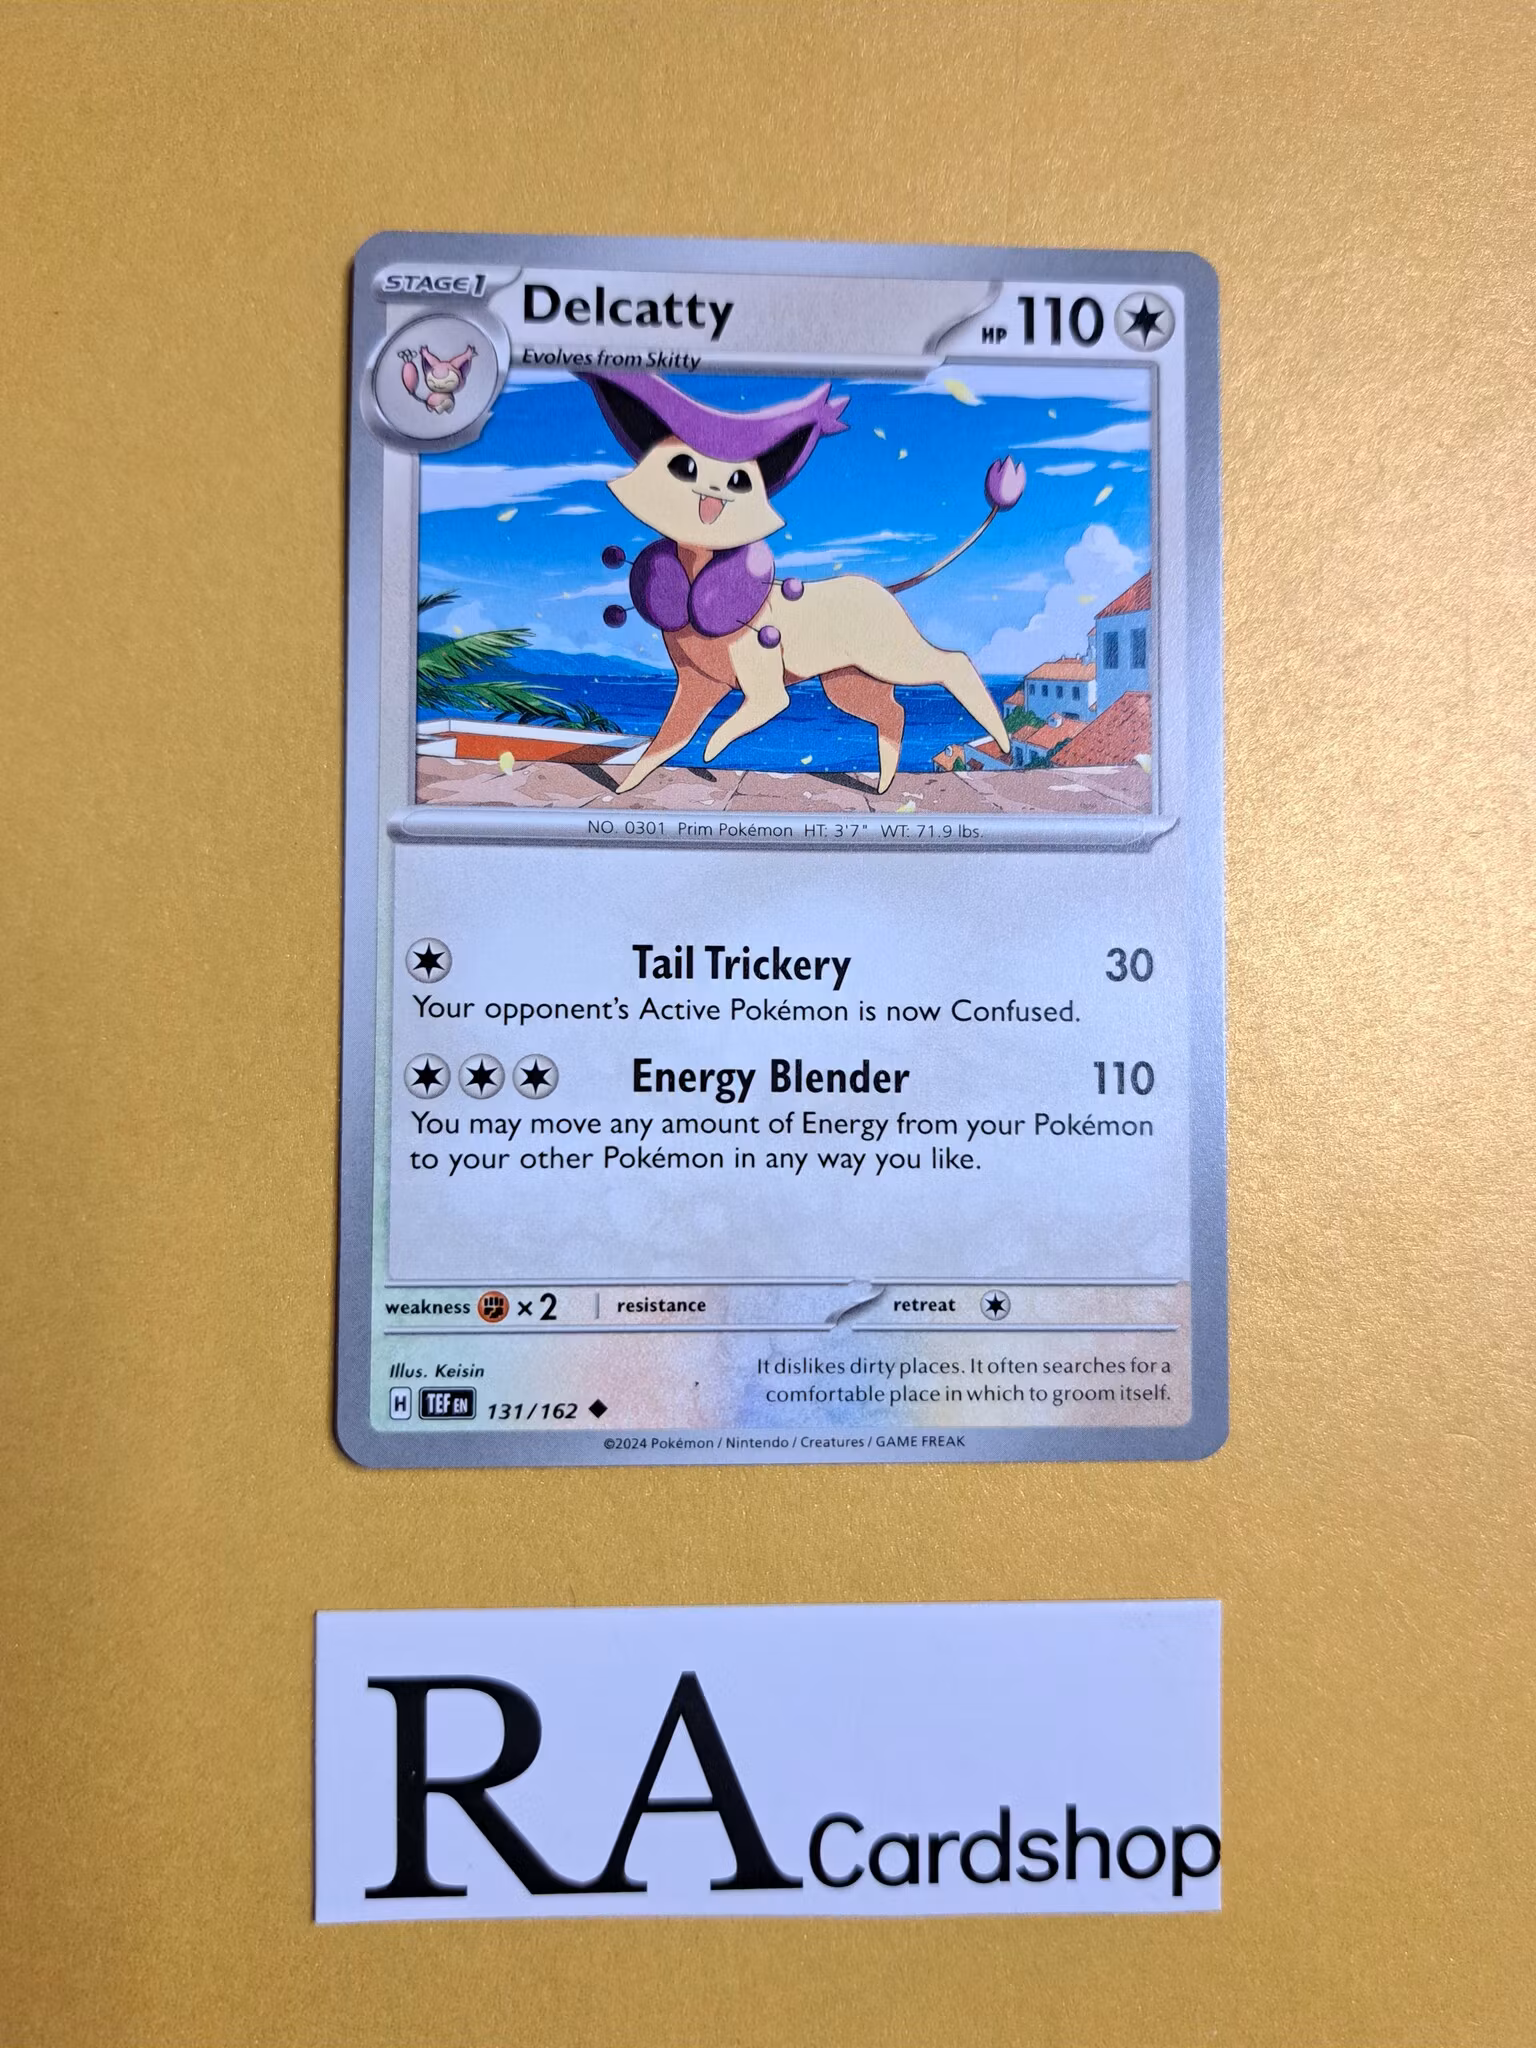 STAGE1
Delcatty
HP 110
Evolves from Skitty
NO. 0301 Prim Pokémon HT: 3'7" WT: 71.9 lbs.
Tail Trickery 30
Your opponent's Active Pokémon is now Confused.
Energy Blender 110
You may move any amount of Energy from your Pokémon
to your other Pokémon in any way you like.
weakness ×2 resistance retreat
Illus. Keisin
It dislikes dirty places. It often searches for a
comfortable place in which to groom itself.
H TEF EN 131/162
©2024 Pokémon / Nintendo / Creatures / GAME FREAK
RA Cardshop